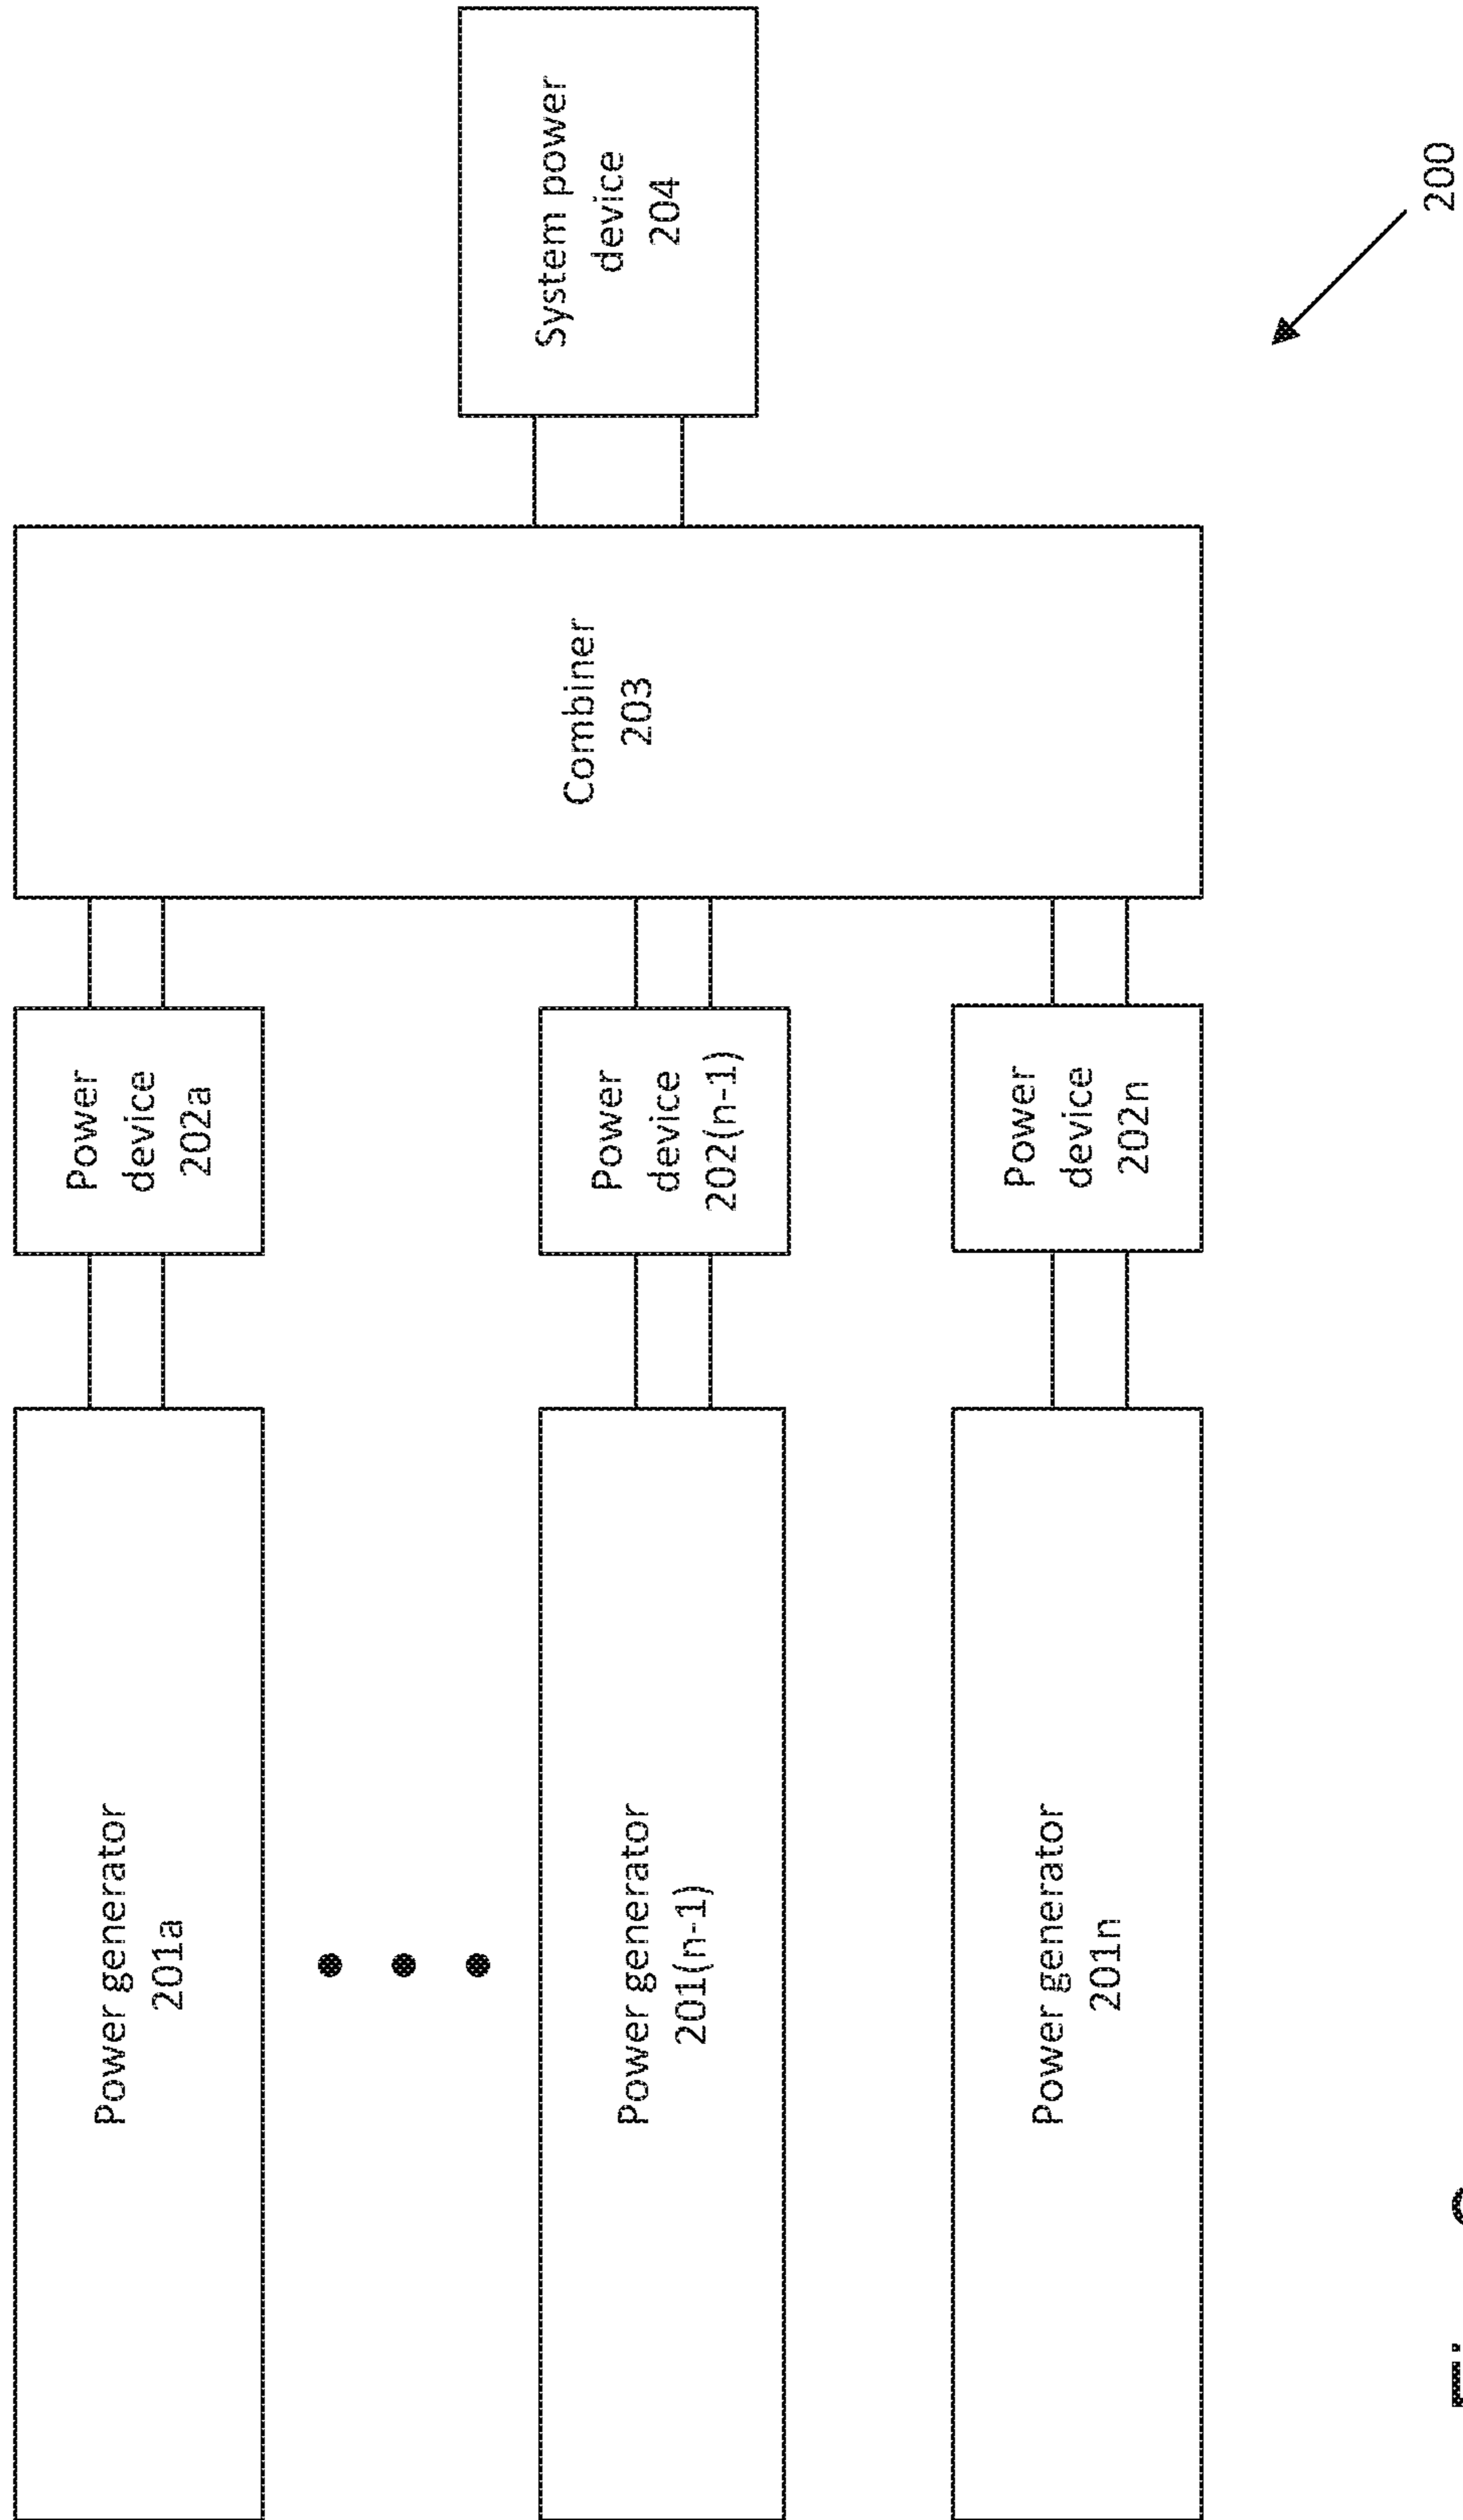 Power generator
201a
Power
device
202a
Power generator
201(n-1)
Power
device
202(n-1)
Power generator
201n
Power
device
202n
Combiner
203
System power
device
204
200